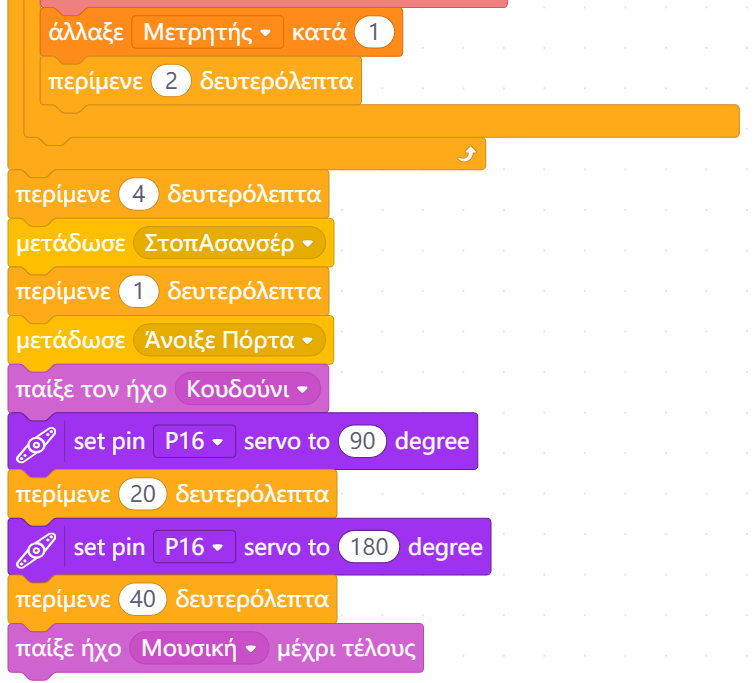 άλλαξε Μετρητής κατά 1
περίμενε 2 δευτερόλεπτα
περίμενε 4 δευτερόλεπτα
μετάδωσε ΣτοπΑσανσέρ
περίμενε 1 δευτερόλεπτα
μετάδωσε Άνοιξε Πόρτα
παίξε τον ήχο Κουδούνι
set pin P16 servo to 90 degree
περίμενε 20 δευτερόλεπτα
set pin P16 servo to 180 degree
περίμενε 40 δευτερόλεπτα
παίξε ήχο Μουσική μέχρι τέλους